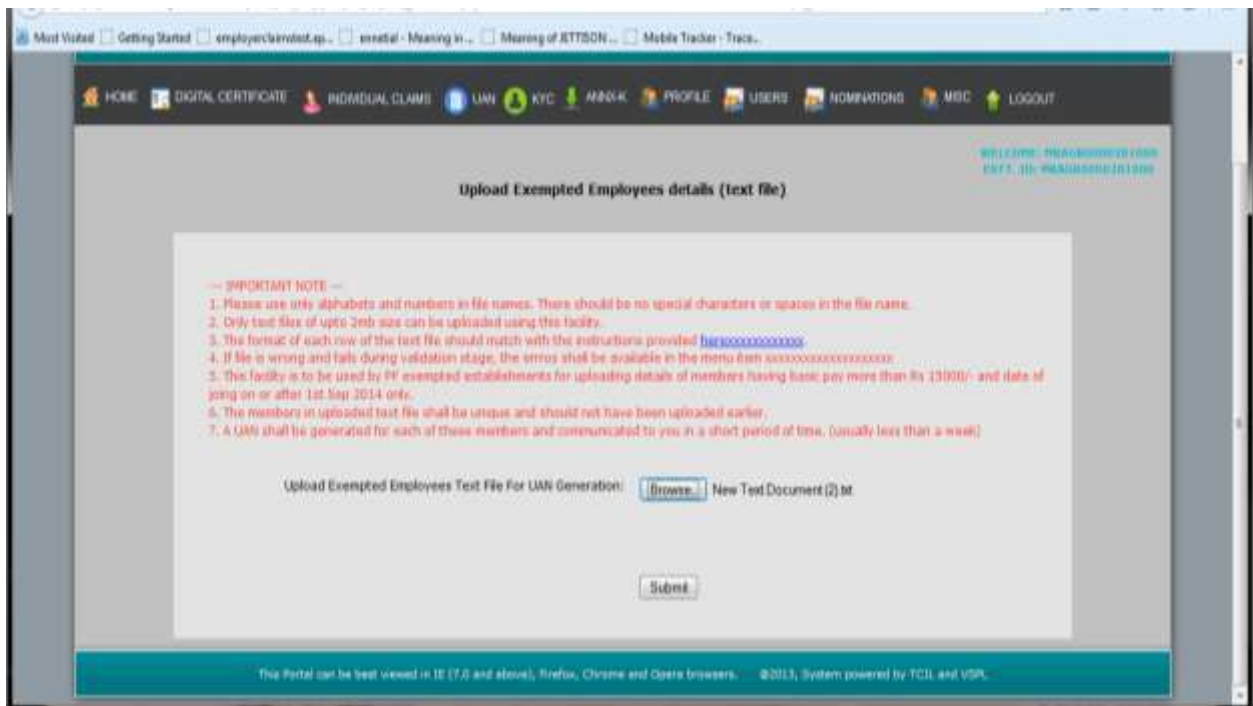 Most Visited Getting Started employerclaimstest.ep... ennetial - Meaning in ... Meaning of JETTISON ... Mobile Tracker - Trace...
HOME DIGITAL CERTIFICATE INDIVIDUAL CLAIMS UAN KYC ANNX-K PROFILE USERS NOMINATIONS MISC LOGOUT
WELCOME:
ESTT. ID:
Upload Exempted Employees details (text file)
--- IMPORTANT NOTE ---
1. Please use only alphabets and numbers in file names. There should be no special characters or spaces in the file name.
2. Only text files of upto 2mb size can be uploaded using this facility.
3. The format of each row of the text file should match with the instructions provided
4. If file is wrong and fails during validation stage, the errros shall be available in the menu item
5. This facility is to be used by PF exempted establishments for uploading details of members having basic pay more than Rs 15000/- and date of
joing on or after 1st Sep 2014 only.
6. The members in uploaded text file shall be unique and should not have been uploaded earlier.
7. A UAN shall be generated for each of these members and communicated to you in a short period of time. (usually less than a week)
Upload Exempted Employees Text File For UAN Generation: Browse... New Text Document (2).txt
Submit
This Portal can be best viewed in IE (7.0 and above), Firefox, Chrome and Opera browsers. @2013, System powered by TCIL and VSPL